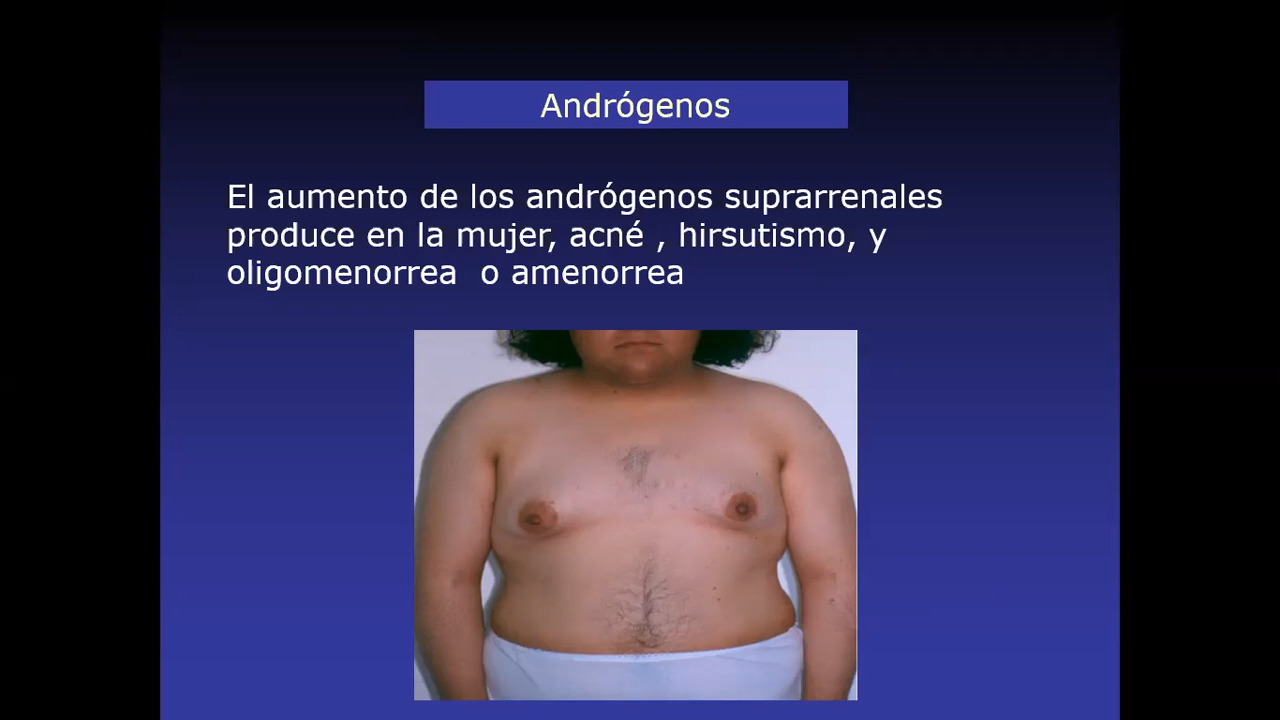 Andrógenos
El aumento de los andrógenos suprarrenales
produce en la mujer, acné , hirsutismo, y
oligomenorrea  o amenorrea